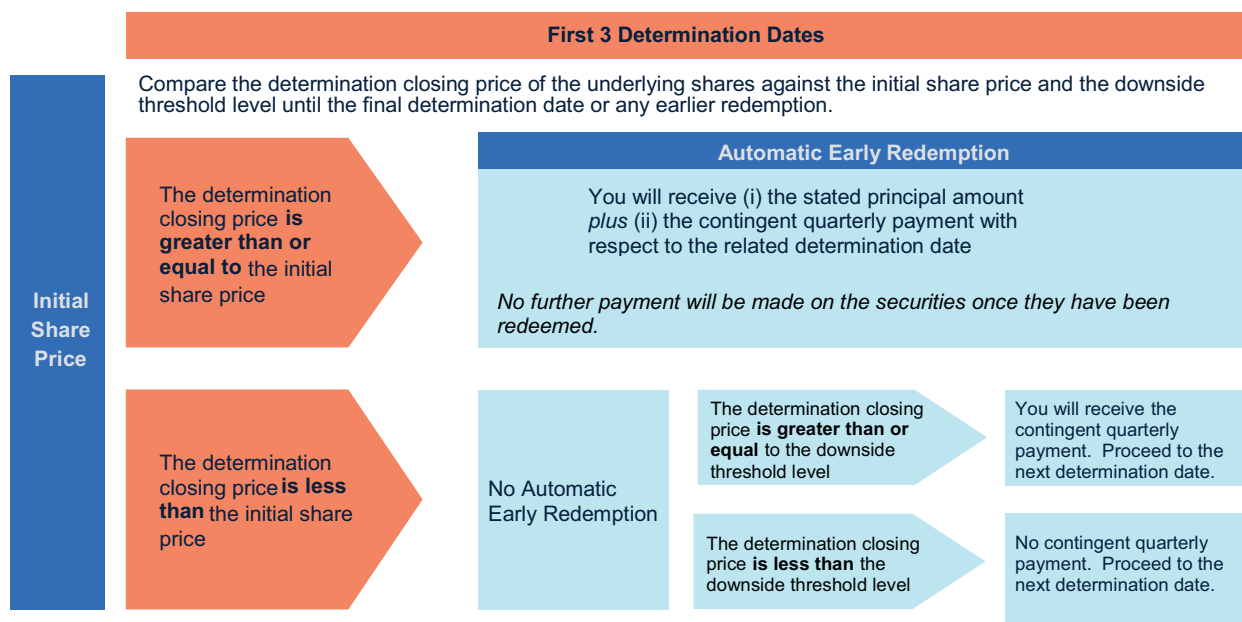 First 3 Determination Dates
Compare the determination closing price of the underlying shares against the initial share price and the downside
threshold level until the final determination date or any earlier redemption.
Initial
Share
Price
The determination
closing price is
greater than or
equal to the initial
share price
Automatic Early Redemption
You will receive (i) the stated principal amount
plus (ii) the contingent quarterly payment with
respect to the related determination date
No further payment will be made on the securities once they have been
redeemed.
The determination
closing price is less
than the initial share
price
No Automatic
Early Redemption
The determination closing
price is greater than or
equal to the downside
threshold level
You will receive the
contingent quarterly
payment. Proceed to the
next determination date.
The determination closing
price is less than the
downside threshold level
No contingent quarterly
payment. Proceed to the
next determination date.